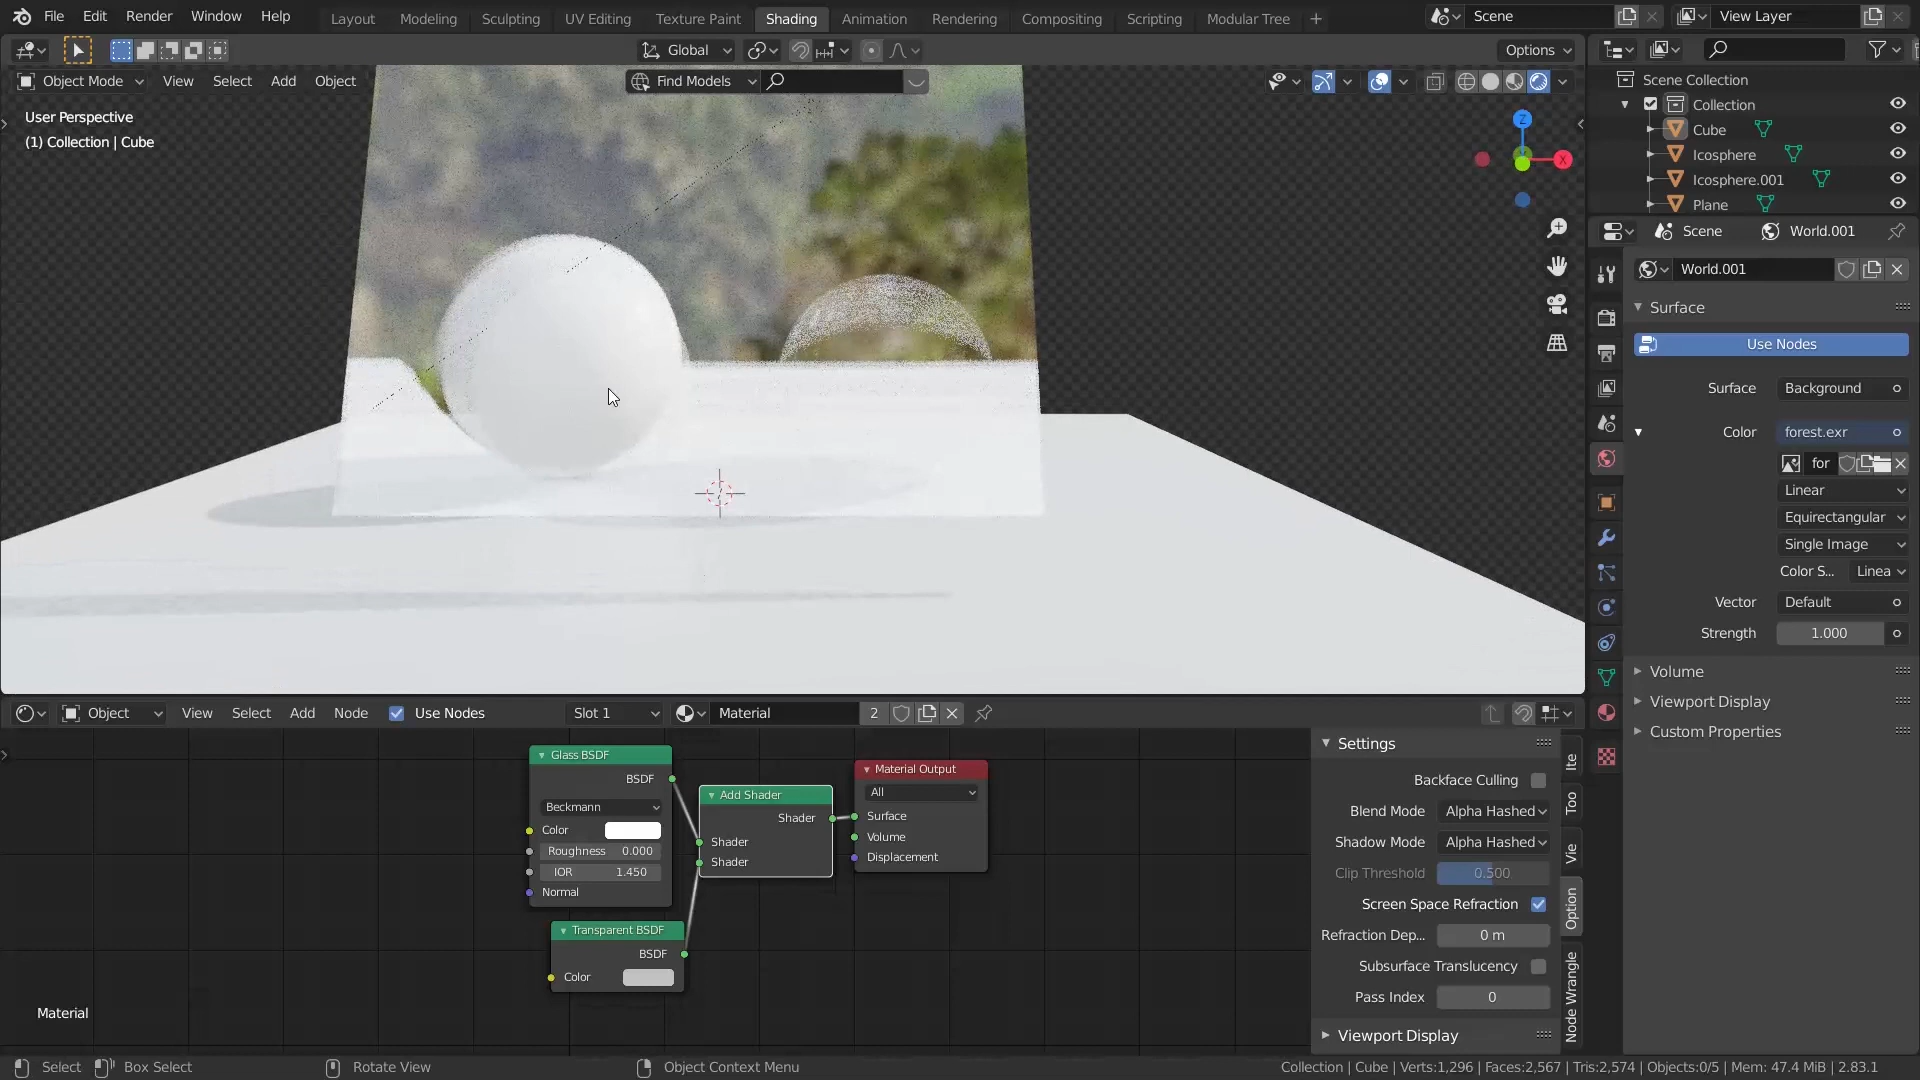 File Edit Render Window Help Layout Modeling Sculpting UV Editing Texture Paint Shading Animation Rendering Compositing Scripting Modular Tree Scene View Layer
Global Options
Object Mode View Select Add Object Find Models
User Perspective
(1) Collection | Cube
Z
X
Scene Collection
Collection
Cube
Icosphere
Icosphere.001
Plane
Scene World.001
World.001
Surface
Use Nodes
Surface Background
Color forest.exr
for
Linear
Equirectangular
Single Image
Color S... Linea
Vector Default
Strength 1.000
Volume
Viewport Display
Custom Properties
Object View Select Add Node Use Nodes Slot 1 Material 2
Glass BSDF
BSDF
Beckmann
Color
Roughness 0.000
IOR 1.450
Normal
Transparent BSDF
BSDF
Color
Add Shader
Shader
Shader
Shader
Material Output
All
Surface
Volume
Displacement
Material
Settings
Backface Culling
Blend Mode Alpha Hashed
Shadow Mode Alpha Hashed
Clip Threshold 0.500
Screen Space Refraction
Refraction Dep... 0 m
Subsurface Translucency
Pass Index 0
Viewport Display
Ite
Too
Vie
Option
Node Wrangle
Select Box Select Rotate View Object Context Menu Collection | Cube | Verts:1,296 | Faces:2,567 | Tris:2,574 | Objects:0/5 | Mem: 47.4 MiB | 2.83.1